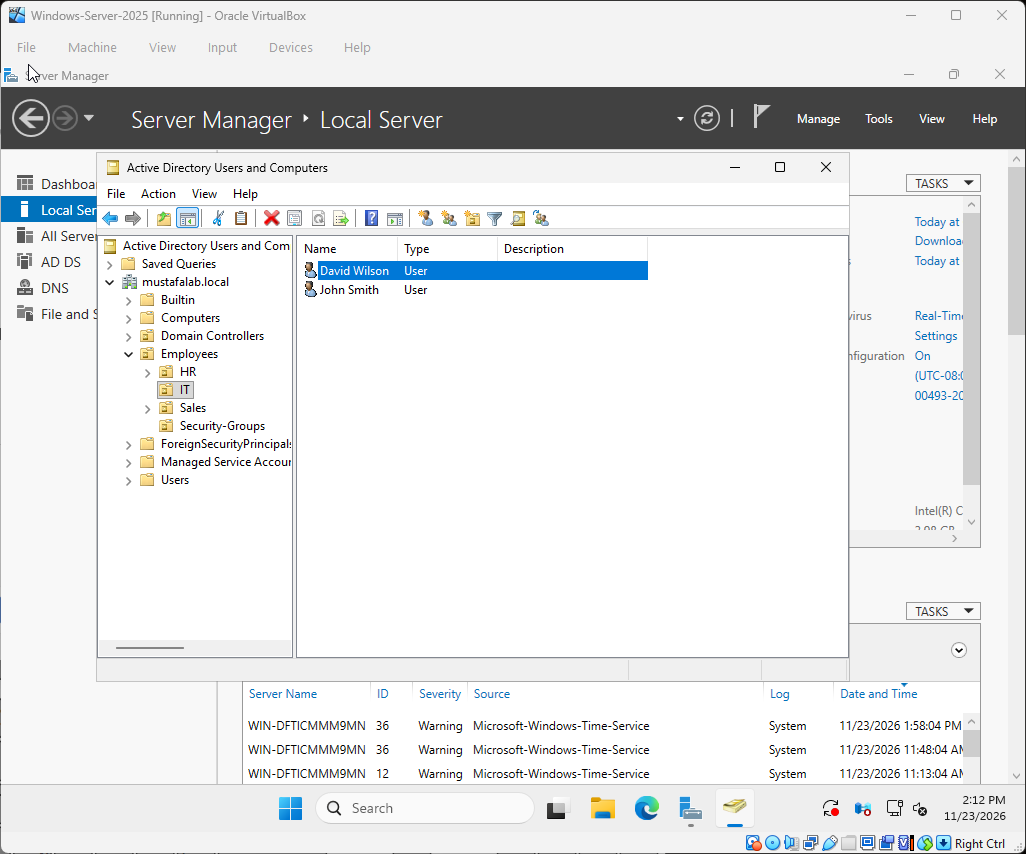 Windows-Server-2025 [Running] - Oracle VirtualBox
File Machine View Input Devices Help
Server Manager
Server Manager Local Server
Manage Tools View Help
Dashboa
Local Ser
All Server
AD DS
DNS
File and S
Active Directory Users and Computers
File Action View Help
Active Directory Users and Com
Saved Queries
mustafalab.local
Builtin
Computers
Domain Controllers
Employees
HR
IT
Sales
Security-Groups
ForeignSecurityPrincipals
Managed Service Accoun
Users
Name Type Description
David Wilson User
John Smith User
TASKS
Today at
Downloa
Today at
virus Real-Time
Settings
nfiguration On
(UTC-08:0
00493-20
Intel(R) C
TASKS
Server Name ID Severity Source Log Date and Time
WIN-DFTICMMM9MN 36 Warning Microsoft-Windows-Time-Service System 11/23/2026 1:58:04 PM
WIN-DFTICMMM9MN 36 Warning Microsoft-Windows-Time-Service System 11/23/2026 11:48:04 AM
WIN-DFTICMMM9MN 12 Warning Microsoft-Windows-Time-Service System 11/23/2026 11:13:04 AM
Search
2:12 PM
11/23/2026
Right Ctrl